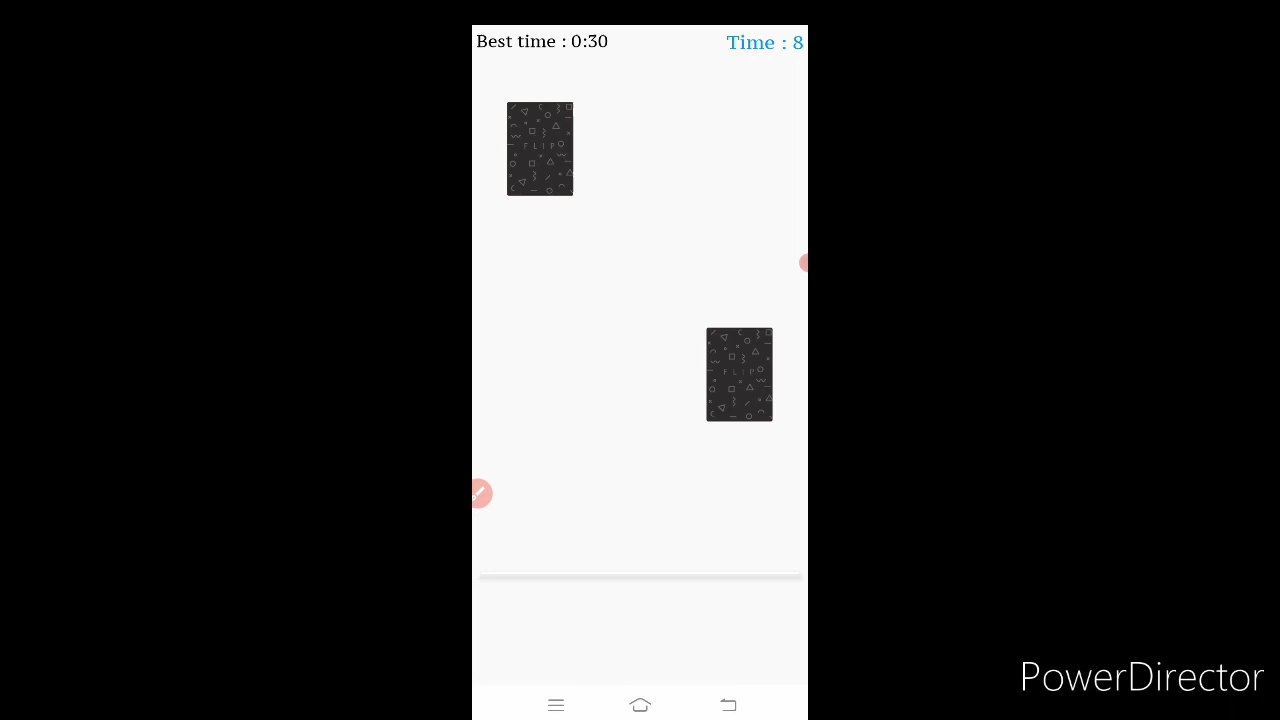 Best time : 0:30
Time : 8
FLIP
FLIP
PowerDirector